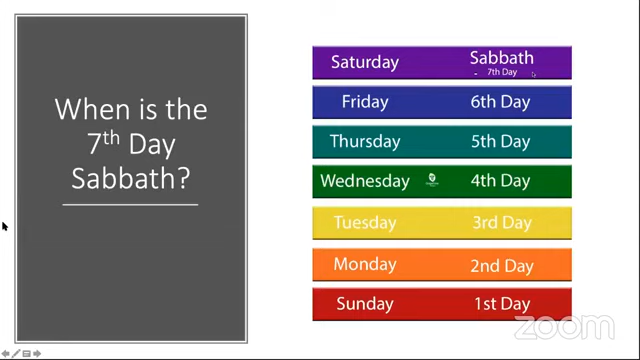 When is the
7th Day
Sabbath?
Saturday Sabbath
7th Day
Friday 6th Day
Thursday 5th Day
Wednesday 4th Day
Tuesday 3rd Day
Monday 2nd Day
Sunday 1st Day
zoom